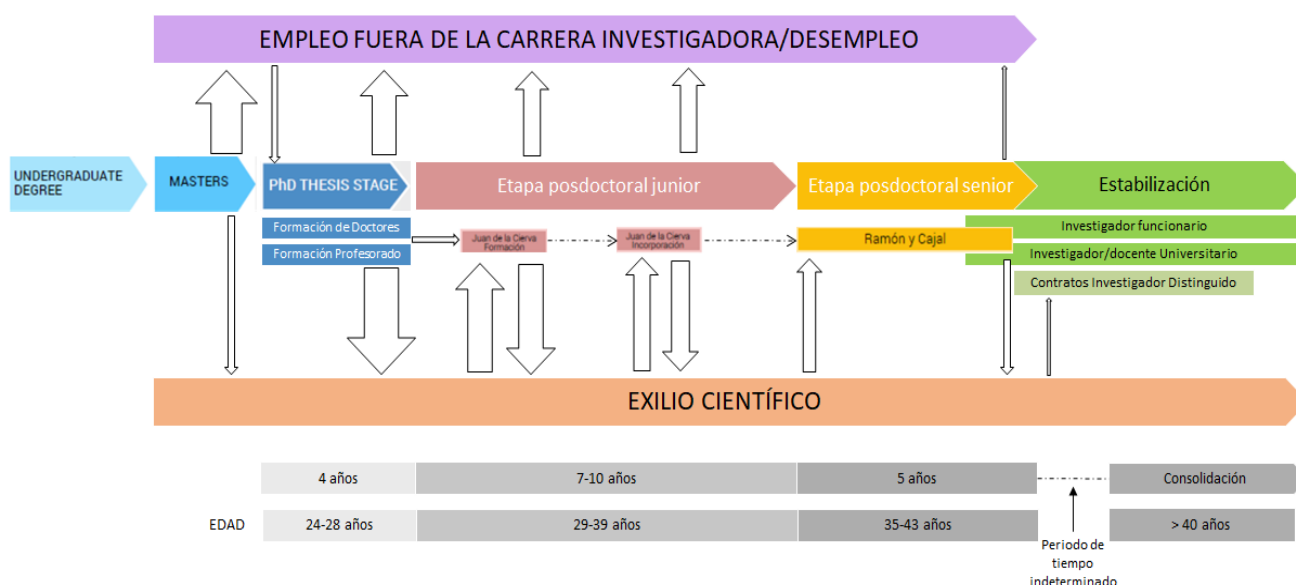 EMPLEO FUERA DE LA CARRERA INVESTIGADORA/DESEMPLEO
UNDERGRADUATE
DEGREE
MASTERS
PhD THESIS STAGE
Etapa posdoctoral junior
Etapa posdoctoral senior
Estabilización
Formación de Doctores
Formación Profesorado
Juan de la Cierva
Formación
Juan de la Cierva
Incorporación
Ramón y Cajal
Investigador funcionario
Investigador/docente Universitario
Contratos Investigador Distinguido
EXILIO CIENTÍFICO
4 años
7-10 años
5 años
Consolidación
EDAD
24-28 años
29-39 años
35-43 años
> 40 años
Periodo de
tiempo
indeterminado